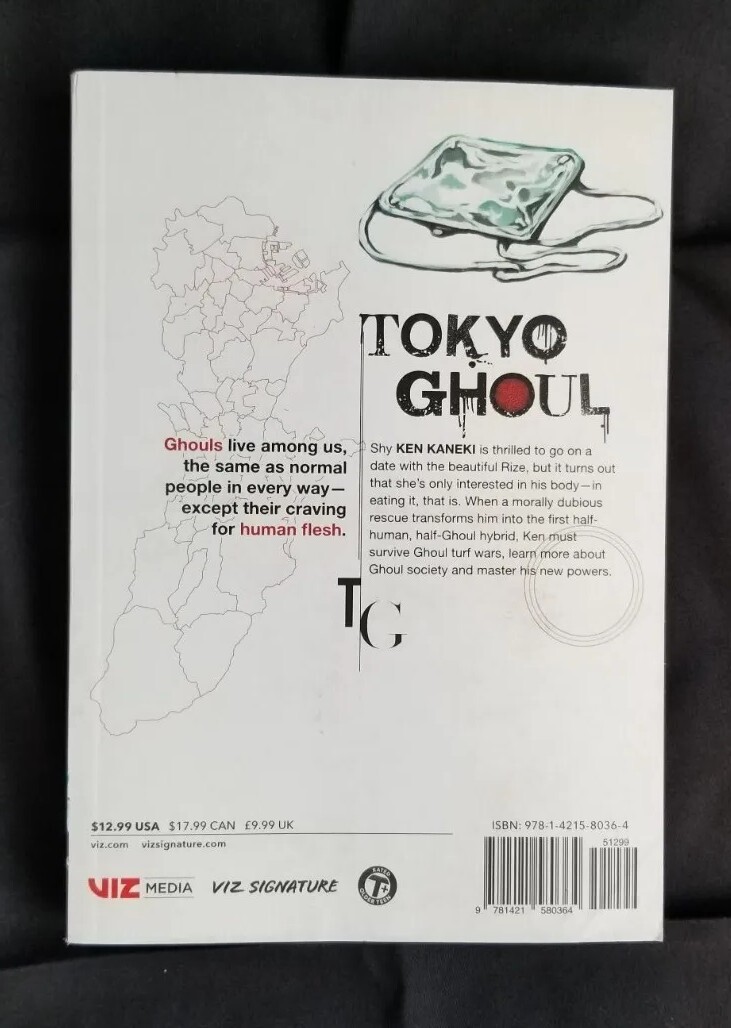 TOKYO
GHOUL
Ghouls live among us,
the same as normal
people in every way—
except their craving
for human flesh.
Shy KEN KANEKI is thrilled to go on a
date with the beautiful Rize, but it turns out
that she's only interested in his body—in
eating it, that is. When a morally dubious
rescue transforms him into the first half-
human, half-Ghoul hybrid, Ken must
survive Ghoul turf wars, learn more about
Ghoul society and master his new powers.
TG
$12.99 USA $17.99 CAN £9.99 UK
viz.com vizsignature.com
VIZ MEDIA VIZ SIGNATURE
RATED T+ OLDER TEEN
ISBN: 978-1-4215-8036-4
51299
9 781421 580364